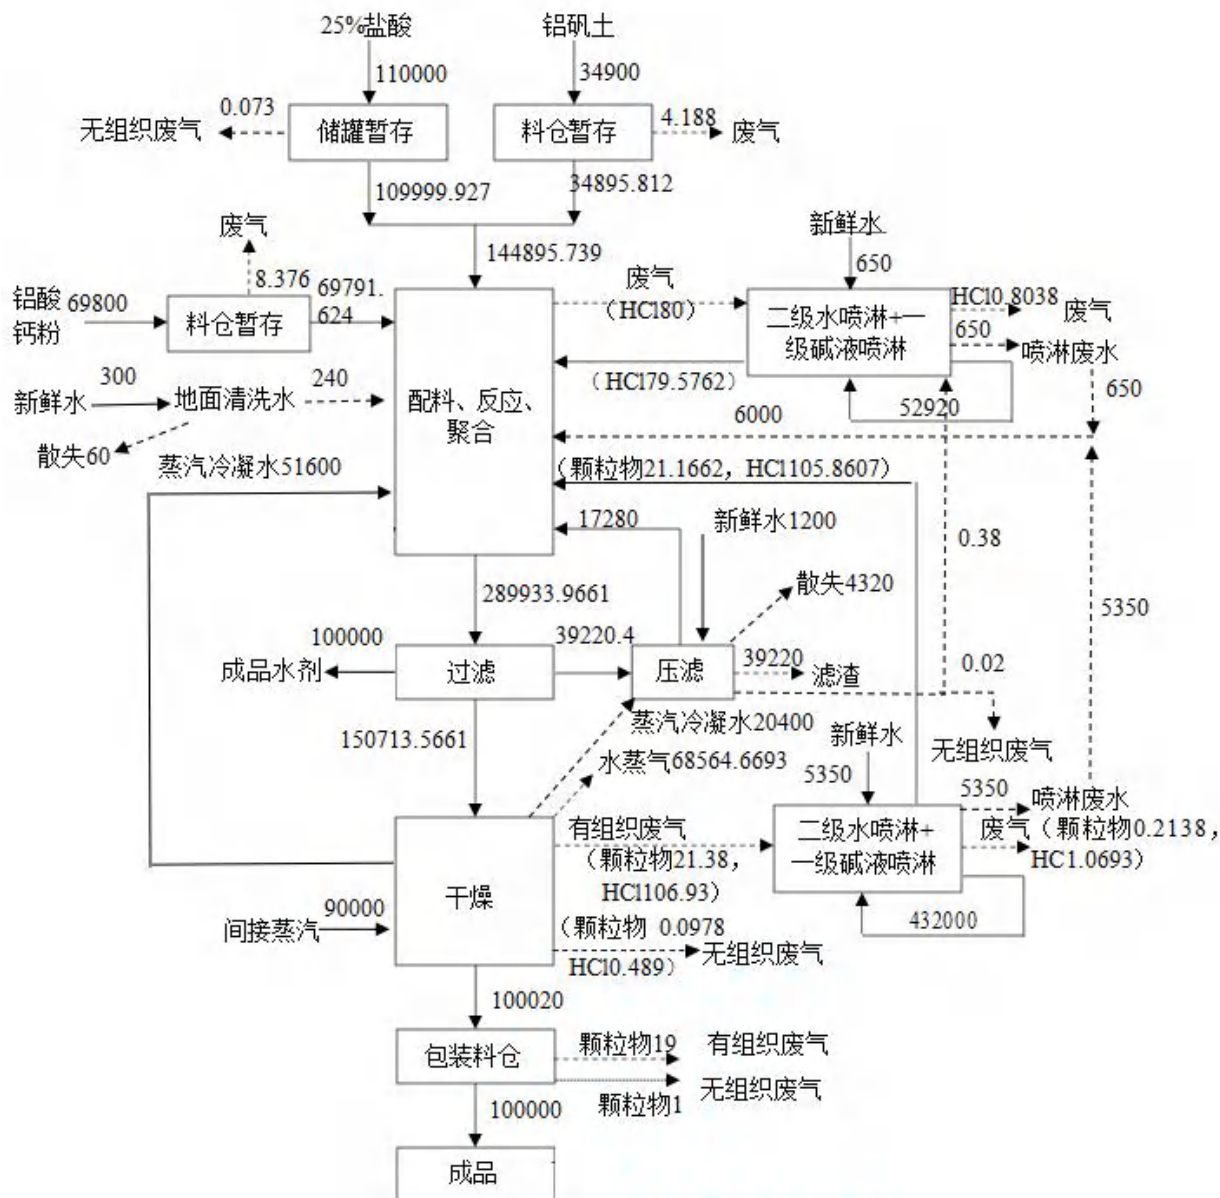 25%盐酸
铝矾土
110000
34900
0.073
4.188
无组织废气
储罐暂存
料仓暂存
废气
109999.927
34895.812
废气
新鲜水
144895.739
650
8.376
69791.
624
废气
（HCl80）
HCl0.8038
铝酸
钙粉
69800
料仓暂存
二级水喷淋+一
级碱液喷淋
废气
650
喷淋废水
300
240
（HCl79.5762）
新鲜水
地面清洗水
配料、反应、
聚合
52920
650
6000
散失60
蒸汽冷凝水51600
（颗粒物21.1662，HCl105.8607）
17280
新鲜水1200
0.38
散失4320
289933.9661
5350
100000
39220.4
39220
成品水剂
过滤
压滤
滤渣
0.02
蒸汽冷凝水20400
150713.5661
新鲜水
无组织废气
水蒸气68564.6693
5350
5350
喷淋废水
有组织废气
二级水喷淋+
一级碱液喷淋
废气（颗粒物0.2138，
HC1.0693）
（颗粒物21.38，
HCl106.93）
干燥
90000
间接蒸汽
432000
（颗粒物 0.0978
HCl0.489）
无组织废气
100020
包装料仓
颗粒物19
有组织废气
无组织废气
颗粒物1
100000
成品